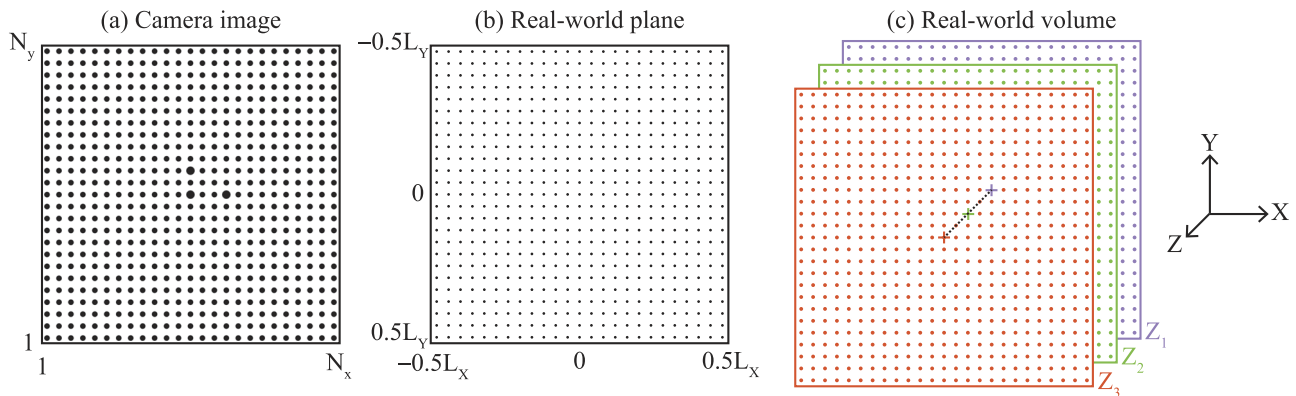 (a) Camera image
(b) Real-world plane
(c) Real-world volume
N_y
1
1
N_x
−0.5L_Y
0
0.5L_Y
−0.5L_X
0
0.5L_X
Z_1
Z_2
Z_3
Y
X
Z